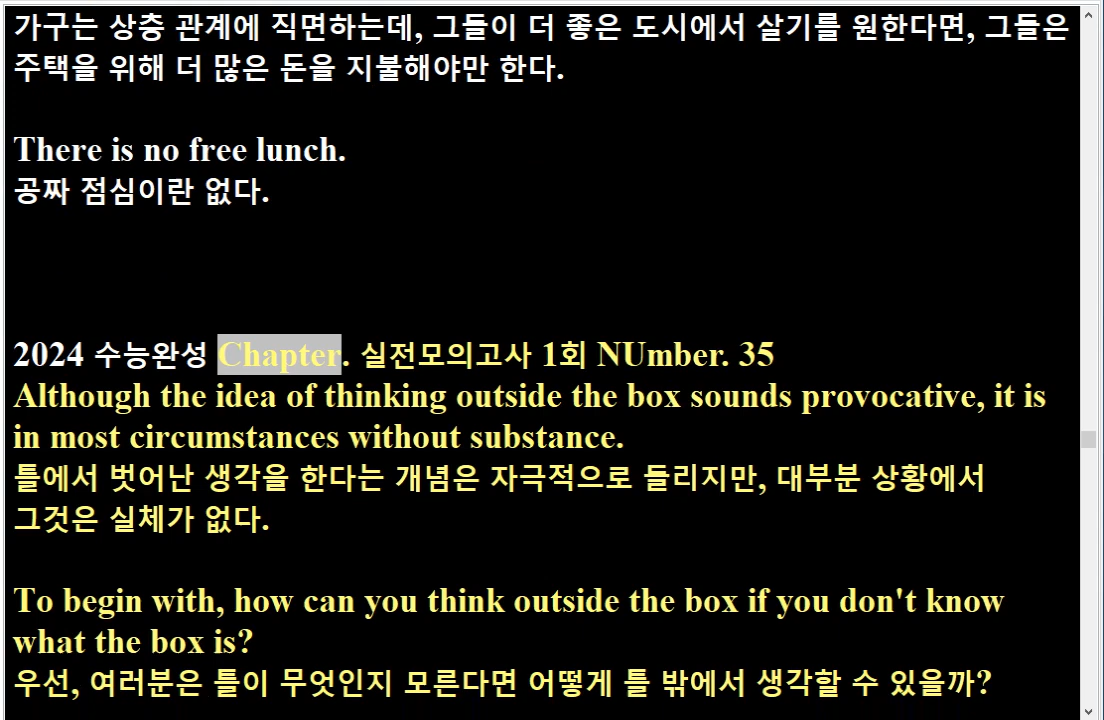 가구는 상충 관계에 직면하는데, 그들이 더 좋은 도시에서 살기를 원한다면, 그들은
주택을 위해 더 많은 돈을 지불해야만 한다.
There is no free lunch.
공짜 점심이란 없다.
2024 수능완성 Chapter. 실전모의고사 1회 NUmber. 35
Although the idea of thinking outside the box sounds provocative, it is
in most circumstances without substance.
틀에서 벗어난 생각을 한다는 개념은 자극적으로 들리지만, 대부분 상황에서
그것은 실체가 없다.
To begin with, how can you think outside the box if you don't know
what the box is?
우선, 여러분은 틀이 무엇인지 모른다면 어떻게 틀 밖에서 생각할 수 있을까?